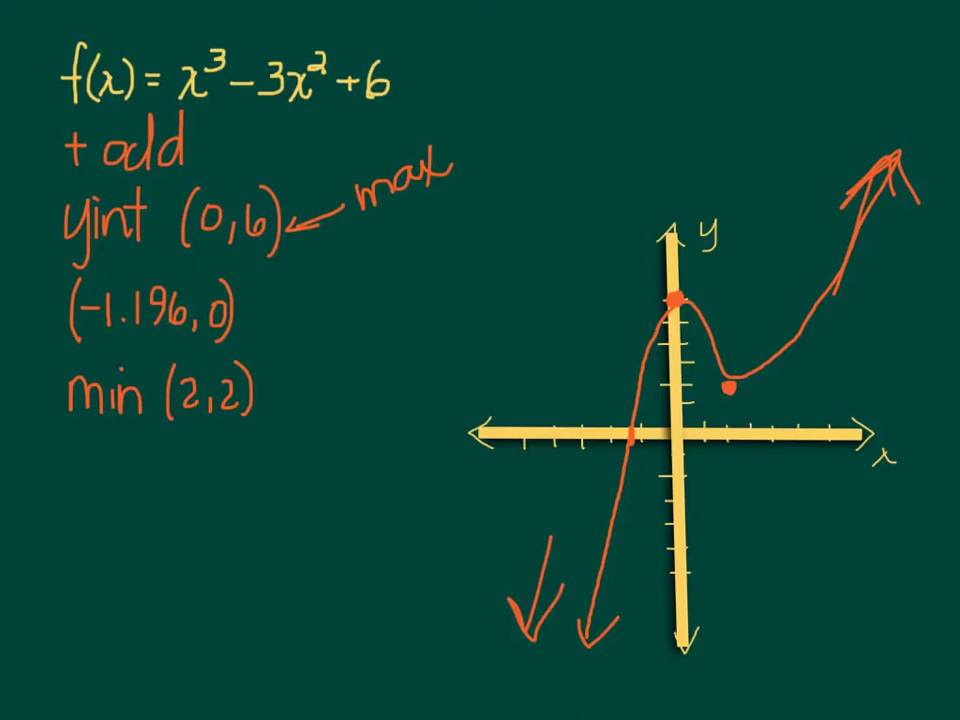 f(x) = x³ - 3x² + 6
+ odd
yint (0,6) ← max
(-1.196, 0)
min (2,2)
y
x